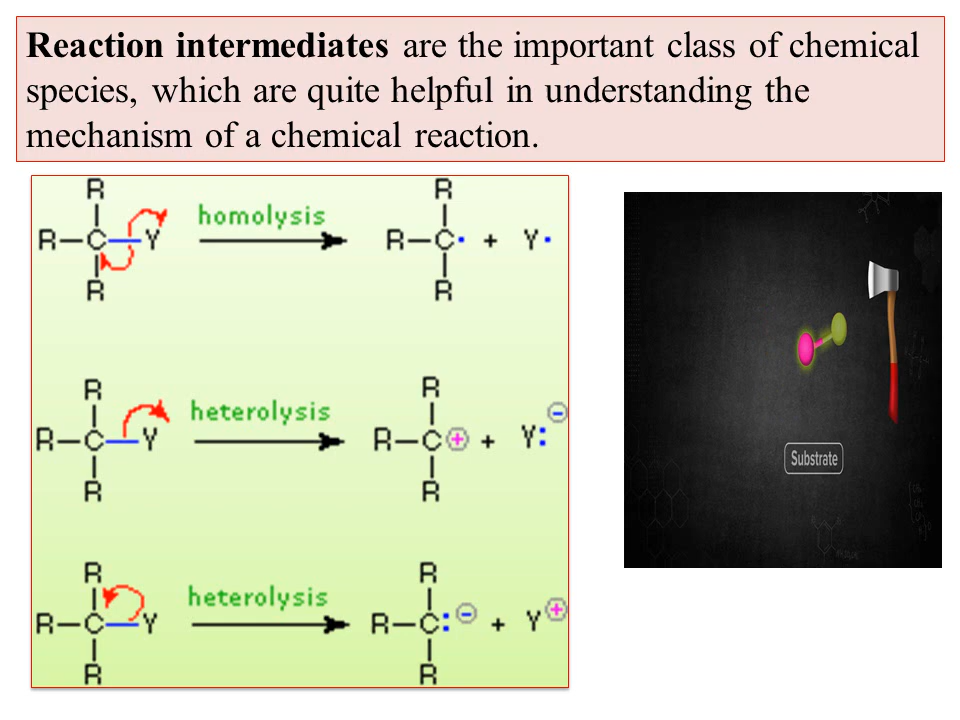 Reaction intermediates are the important class of chemical
species, which are quite helpful in understanding the
mechanism of a chemical reaction.
R
homolysis
R–C–Y
R–C· + Y·
R
R
R
R
heterolysis
R–C–Y
R–C⊕ + Y:⊖
R
R
R
R
heterolysis
R–C–Y
R–C:⊖ + Y⊕
R
R
Substrate